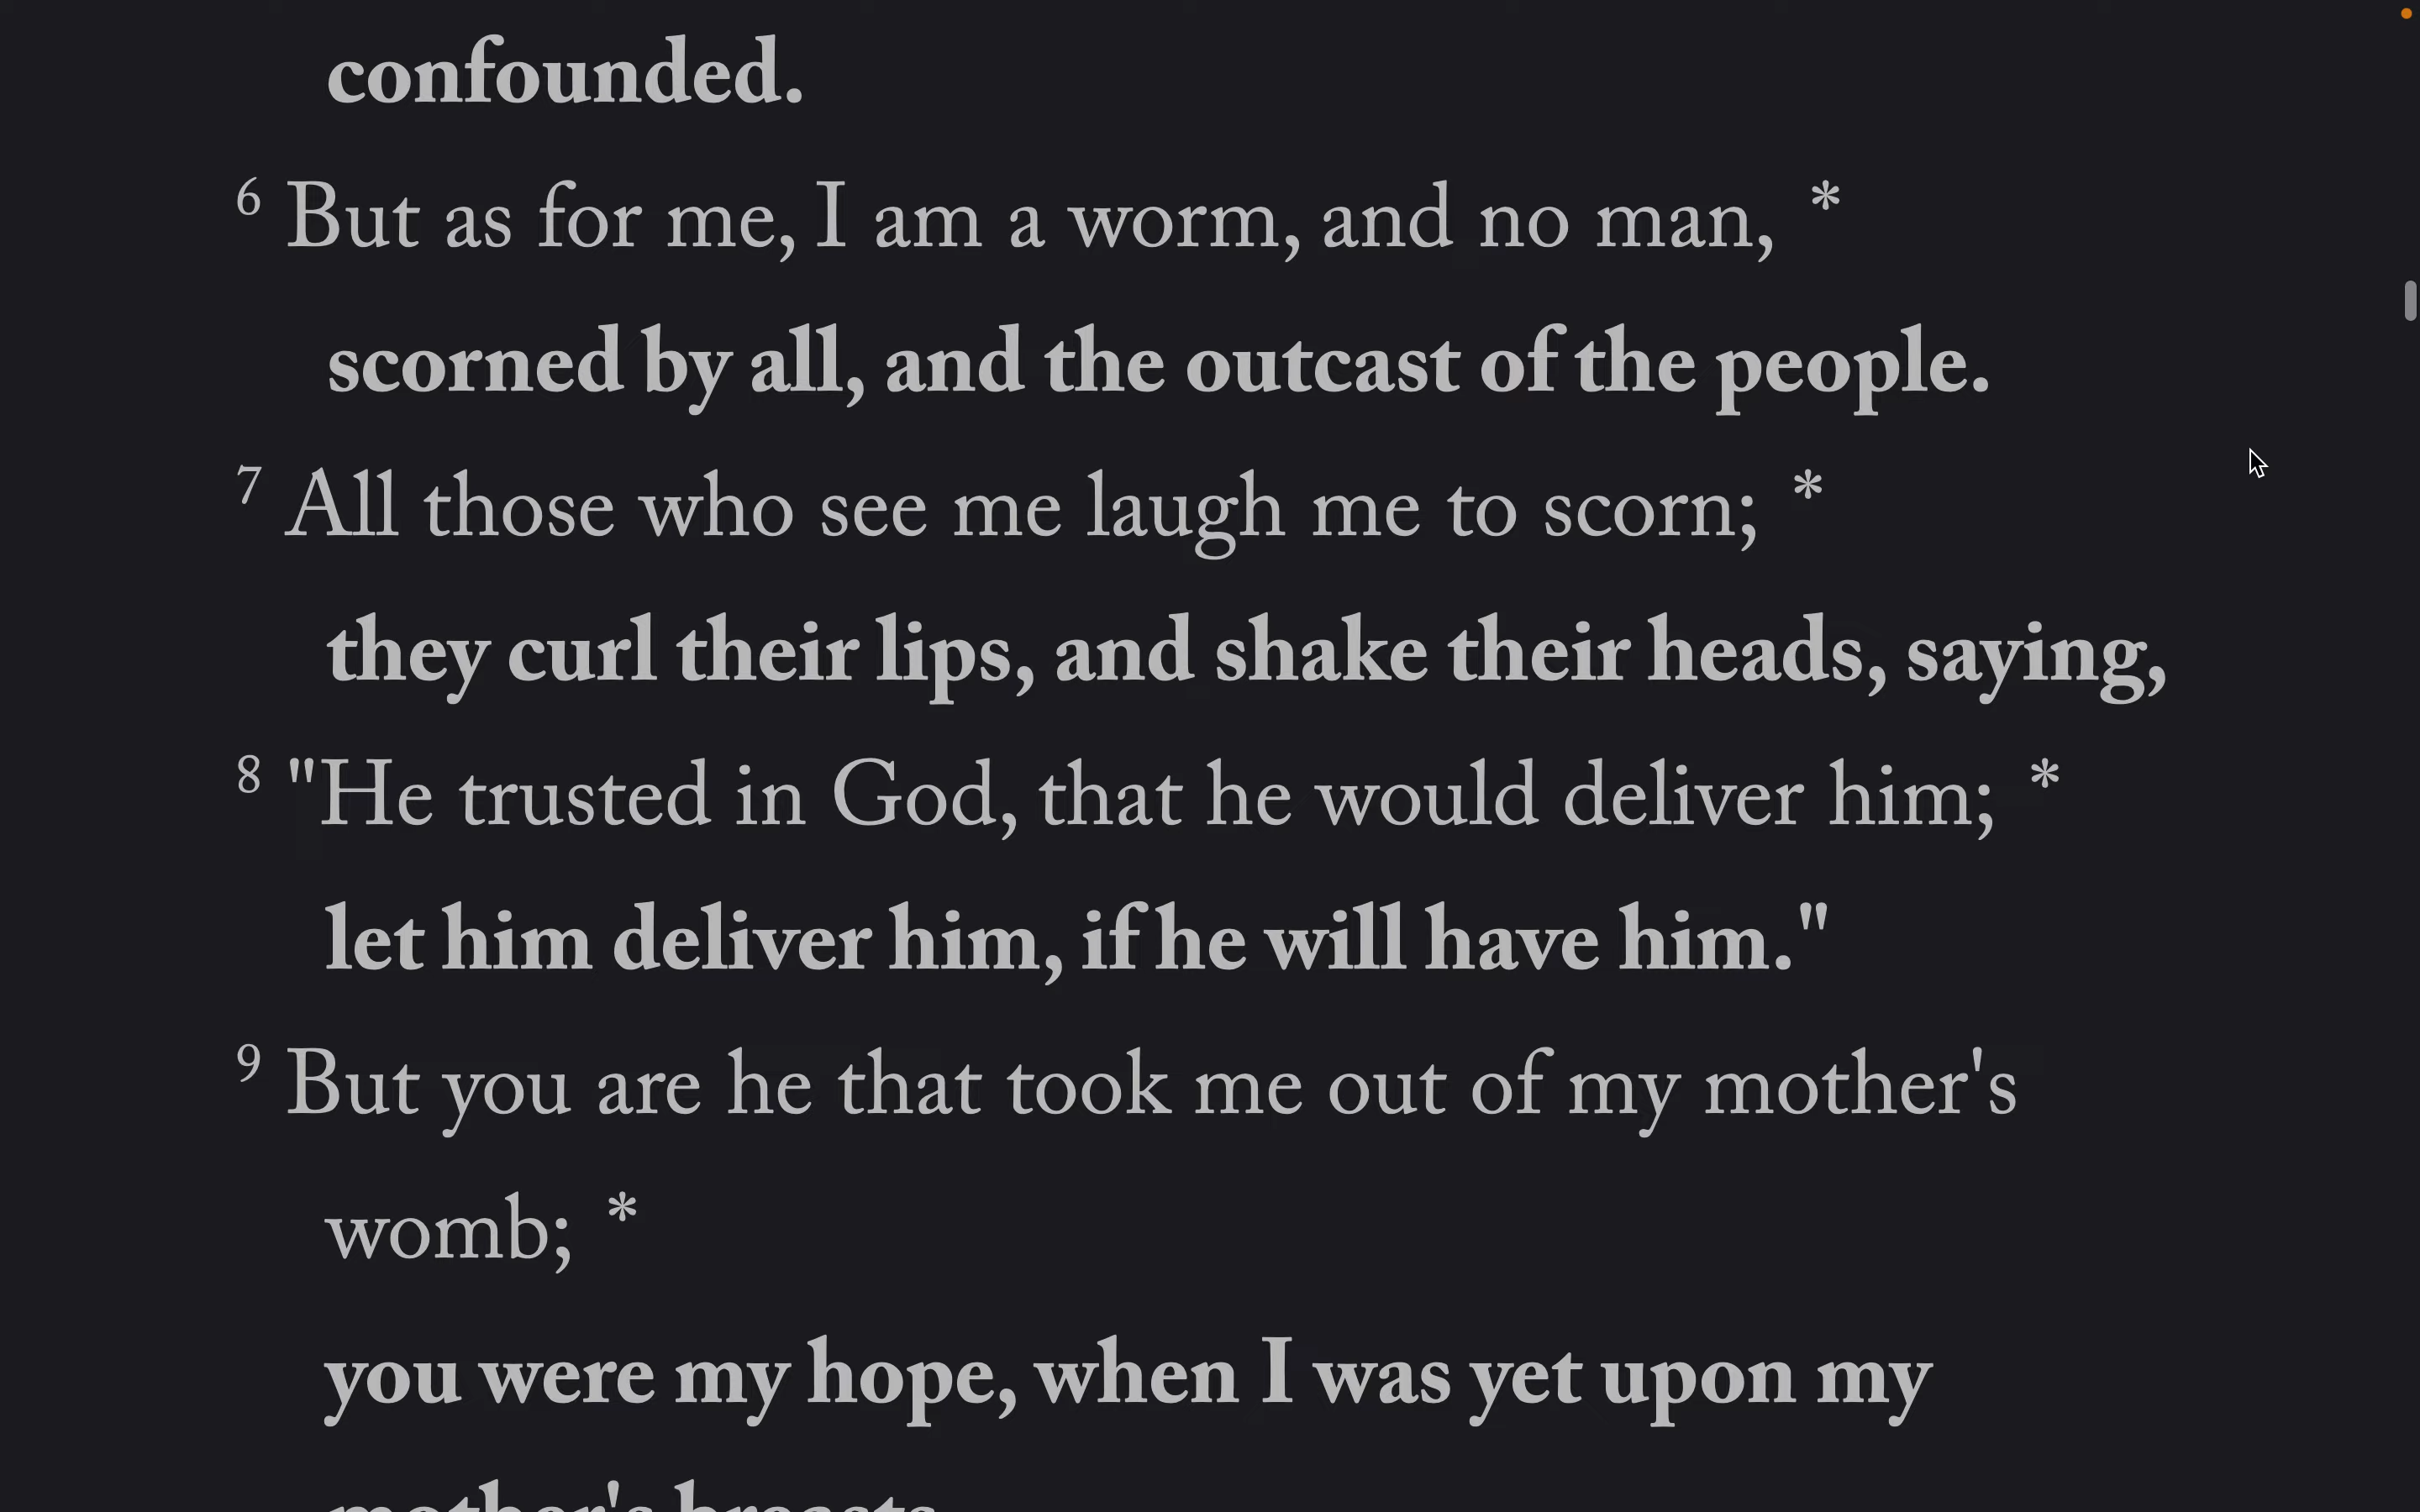 confounded.
6 But as for me, I am a worm, and no man, *
scorned by all, and the outcast of the people.
7 All those who see me laugh me to scorn; *
they curl their lips, and shake their heads, saying,
8 "He trusted in God, that he would deliver him; *
let him deliver him, if he will have him."
9 But you are he that took me out of my mother's
womb; *
you were my hope, when I was yet upon my
mother's breasts.